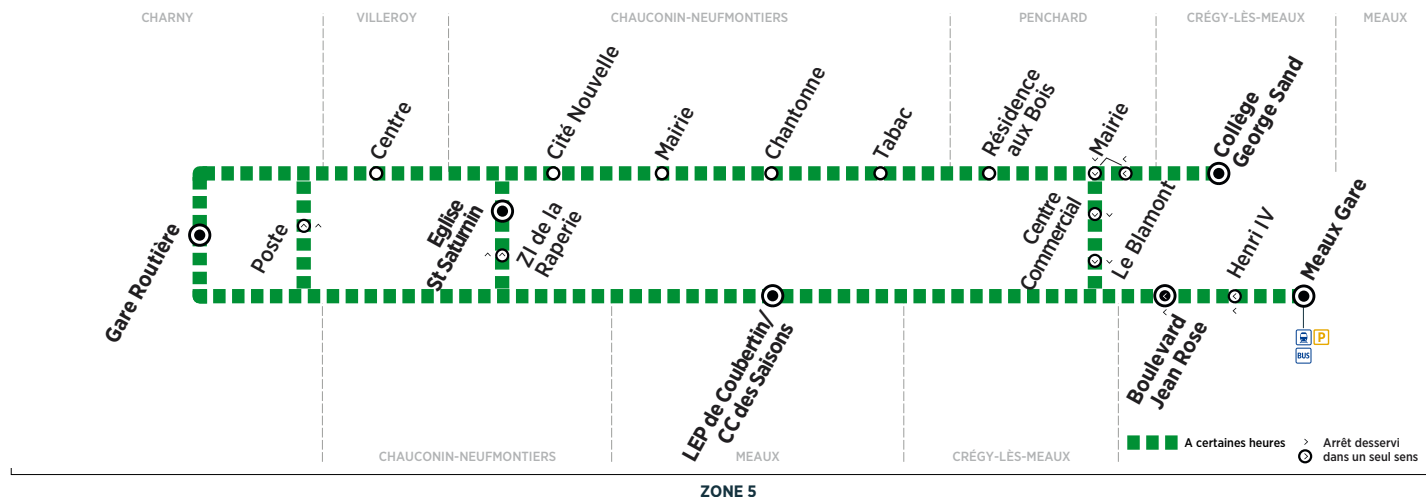 CHARNY
VILLEROY
CHAUCONIN-NEUFMONTIERS
PENCHARD
CRÉGY-LÈS-MEAUX
MEAUX
Centre
Cité Nouvelle
Mairie
Chantonne
Tabac
Résidence
aux Bois
Mairie
Collège
George Sand
Gare Routière
Poste
Eglise
St Saturnin
ZI de la
Raperie
Centre
Commercial
Le Blamont
Henri IV
Meaux Gare
LEP de Coubertin/
CC des Saisons
Boulevard
Jean Rose
P
BUS
A certaines heures
Arrêt desservi
dans un seul sens
CHAUCONIN-NEUFMONTIERS
MEAUX
CRÉGY-LÈS-MEAUX
ZONE 5